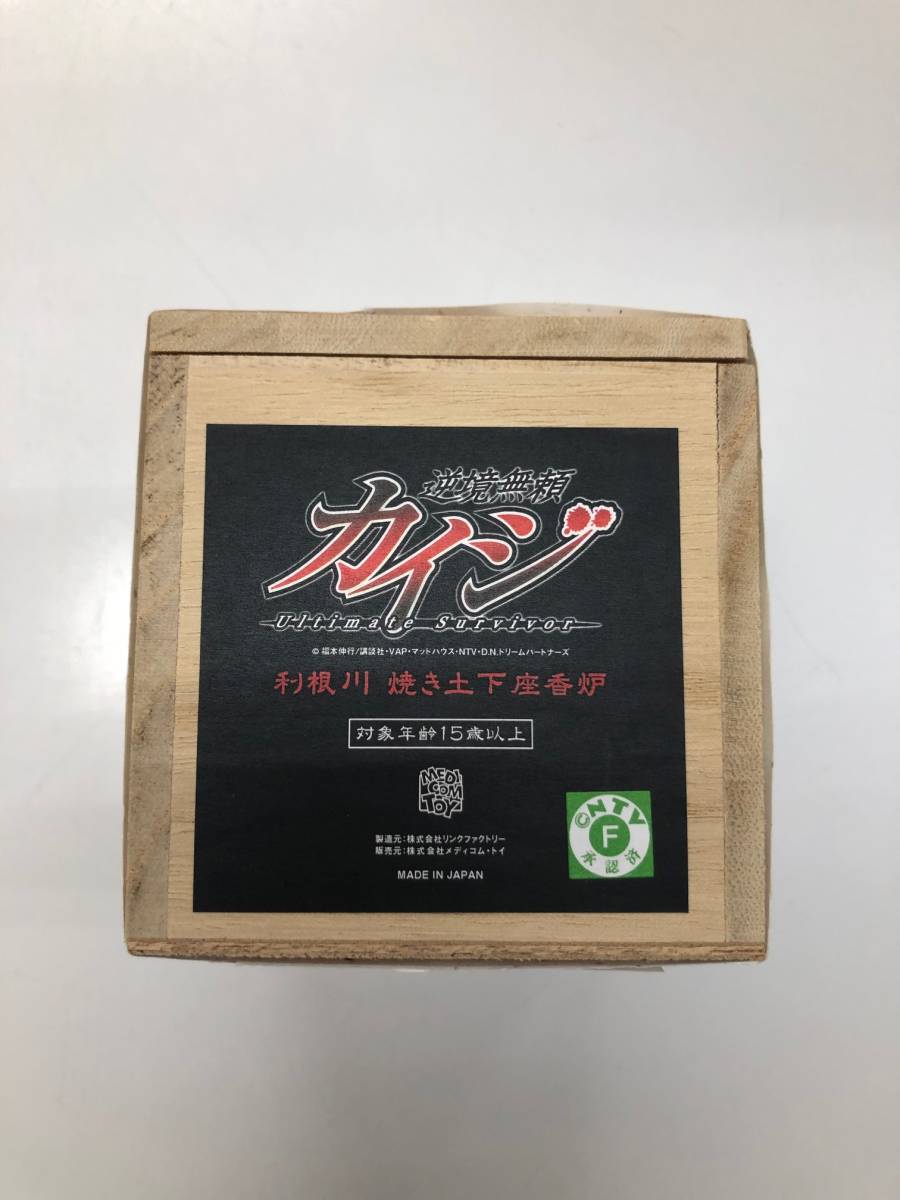 逆境無頼
カイジ
Ultimate Survivor
© 福本伸行/講談社・VAP・マッドハウス・NTV・D.N.ドリームパートナーズ
利根川 焼き土下座香炉
対象年齢15歳以上
MEDI
COM
TOY
製造元:株式会社リンクファクトリー
販売元:株式会社メディコム・トイ
MADE IN JAPAN
©NTV
F
承認済